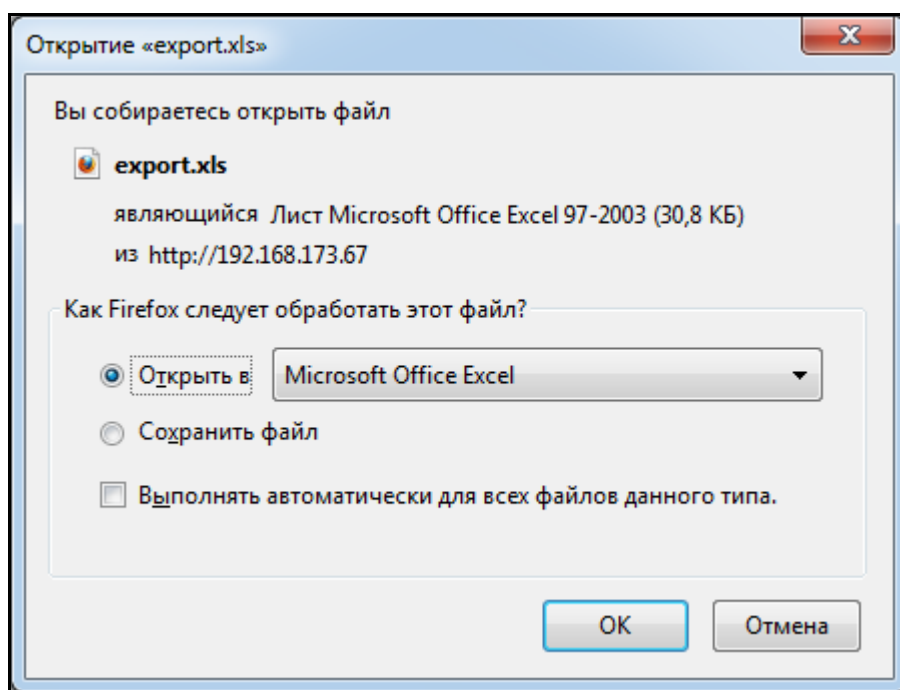 Открытие «export.xls»
Вы собираетесь открыть файл
export.xls
являющийся Лист Microsoft Office Excel 97-2003 (30,8 КБ)
из http://192.168.173.67
Как Firefox следует обработать этот файл?
Открыть в Microsoft Office Excel
Сохранить файл
Выполнять автоматически для всех файлов данного типа.
ОК Отмена